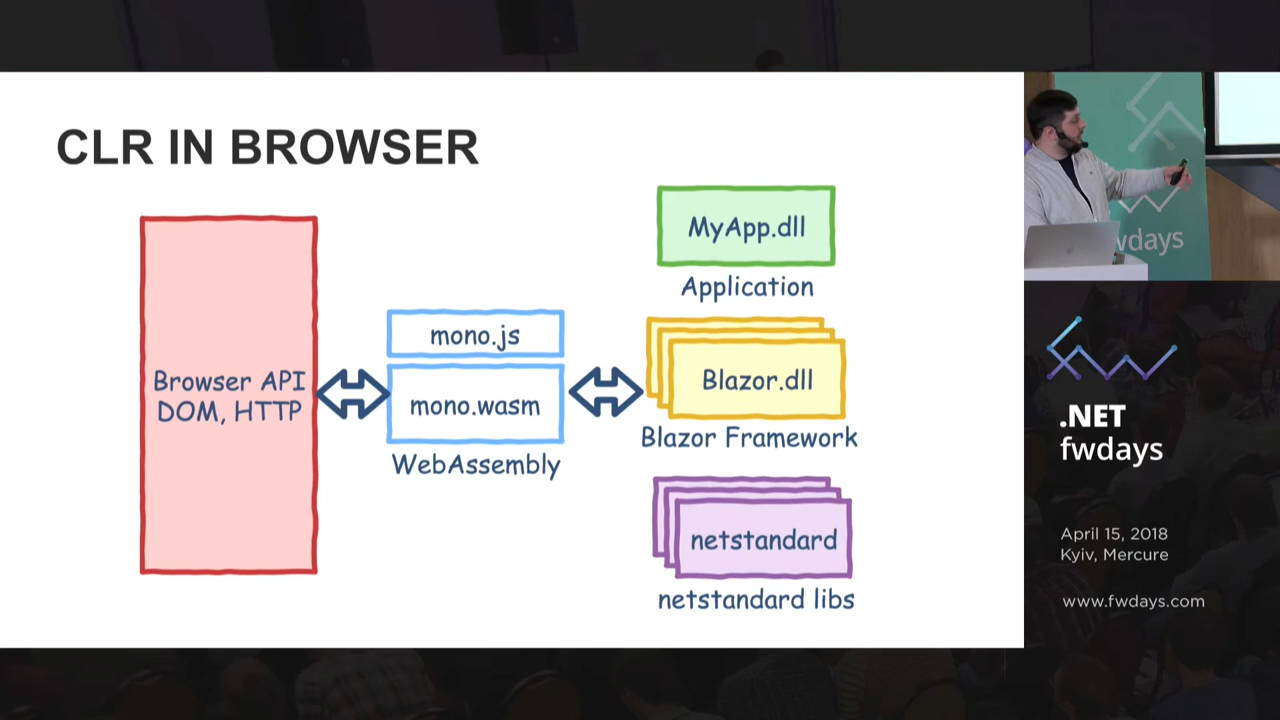 CLR IN BROWSER
MyApp.dll
Application
mono.js
Browser API
DOM, HTTP
mono.wasm
Blazor.dll
WebAssembly
Blazor Framework
netstandard
netstandard libs
fwdays
.NET
fwdays
April 15, 2018
Kyiv, Mercure
www.fwdays.com